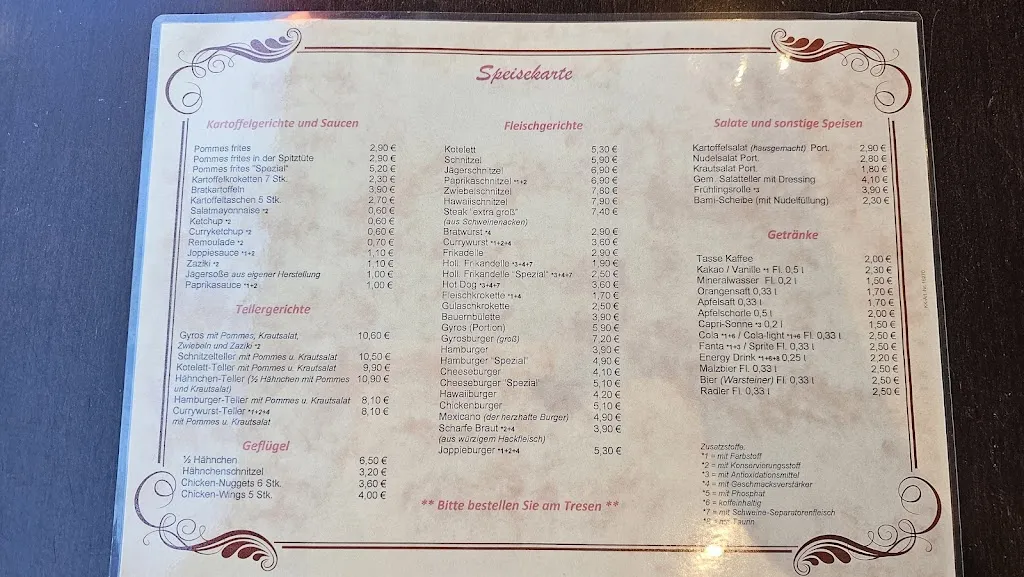 Speisekarte
Kartoffelgerichte und Saucen
Pommes frites 2,90 €
Pommes frites in der Spitztüte 2,90 €
Pommes frites "Spezial" 5,20 €
Kartoffelkroketten 7 Stk. 2,30 €
Bratkartoffeln 3,90 €
Kartoffeltaschen 5 Stk. 2,70 €
Salatmayonnaise *2 0,60 €
Ketchup *2 0,60 €
Curryketchup *2 0,60 €
Remoulade *2 0,70 €
Joppiesauce *1+2 1,10 €
Zaziki *2 1,10 €
Jägersoße aus eigener Herstellung 1,00 €
Paprikasauce *1+2 1,00 €
Tellergerichte
Gyros mit Pommes, Krautsalat, 10,60 €
Zwiebeln und Zaziki *2
Schnitzelteller mit Pommes u. Krautsalat 10,50 €
Kotelett-Teller mit Pommes u. Krautsalat 9,90 €
Hähnchen-Teller (½ Hähnchen mit Pommes 10,90 €
und Krautsalat)
Hamburger-Teller mit Pommes u. Krautsalat 8,10 €
Currywurst-Teller *1+2+4 8,10 €
mit Pommes u. Krautsalat
Geflügel
½ Hähnchen 6,50 €
Hähnchenschnitzel 3,20 €
Chicken-Nuggets 6 Stk. 3,60 €
Chicken-Wings 5 Stk. 4,00 €
Fleischgerichte
Kotelett 5,30 €
Schnitzel 5,90 €
Jägerschnitzel 6,90 €
Paprikaschnitzel *1+2 6,90 €
Zwiebelschnitzel 7,80 €
Hawaiischnitzel 7,90 €
Steak "extra groß" 7,40 €
(aus Schweinenacken)
Bratwurst *4 2,90 €
Currywurst *1+2+4 3,60 €
Frikadelle 2,90 €
Holl. Frikandelle *3+4+7 1,90 €
Holl. Frikandelle "Spezial" *3+4+7 2,50 €
Hot Dog *3+4+7 3,60 €
Fleischkrokette *1+4 1,70 €
Gulaschkrokette 2,50 €
Bauernbülette 3,90 €
Gyros (Portion) 5,90 €
Gyrosburger (groß) 7,20 €
Hamburger 3,90 €
Hamburger "Spezial" 4,90 €
Cheeseburger 4,10 €
Cheeseburger "Spezial" 5,10 €
Hawaiiburger 4,20 €
Chickenburger 5,10 €
Mexicano (der herzhafte Burger) 4,90 €
Scharfe Braut *2+4 3,90 €
(aus würzigem Hackfleisch)
Joppieburger *1+2+4 5,30 €
** Bitte bestellen Sie am Tresen **
Salate und sonstige Speisen
Kartoffelsalat (hausgemacht) Port. 2,90 €
Nudelsalat Port. 2,80 €
Krautsalat Port. 1,80 €
Gem. Salatteller mit Dressing 4,10 €
Frühlingsrolle *3 3,90 €
Bami-Scheibe (mit Nudelfüllung) 2,30 €
Getränke
Tasse Kaffee 2,00 €
Kakao / Vanille *1 Fl. 0,5 l 2,30 €
Mineralwasser Fl. 0,2 l 1,50 €
Orangensaft 0,33 l 1,70 €
Apfelsaft 0,33 l 1,70 €
Apfelschorle 0,5 l 2,00 €
Capri-Sonne *3 0,2 l 1,50 €
Cola *1+6 / Cola-light *1+6 Fl. 0,33 l 2,50 €
Fanta *1+3 / Sprite Fl. 0,33 l 2,50 €
Energy Drink *1+6+8 0,25 l 2,20 €
Malzbier Fl. 0,33 l 2,50 €
Bier (Warsteiner) Fl. 0,33 l 2,50 €
Radler Fl. 0,33 l 2,50 €
Zusatzstoffe:
*1 = mit Farbstoff
*2 = mit Konservierungsstoff
*3 = mit Antioxidationsmittel
*4 = mit Geschmacksverstärker
*5 = mit Phosphat
*6 = koffeinhaltig
*7 = mit Schweine-Separatorenfleisch
*8 = mit Taurin